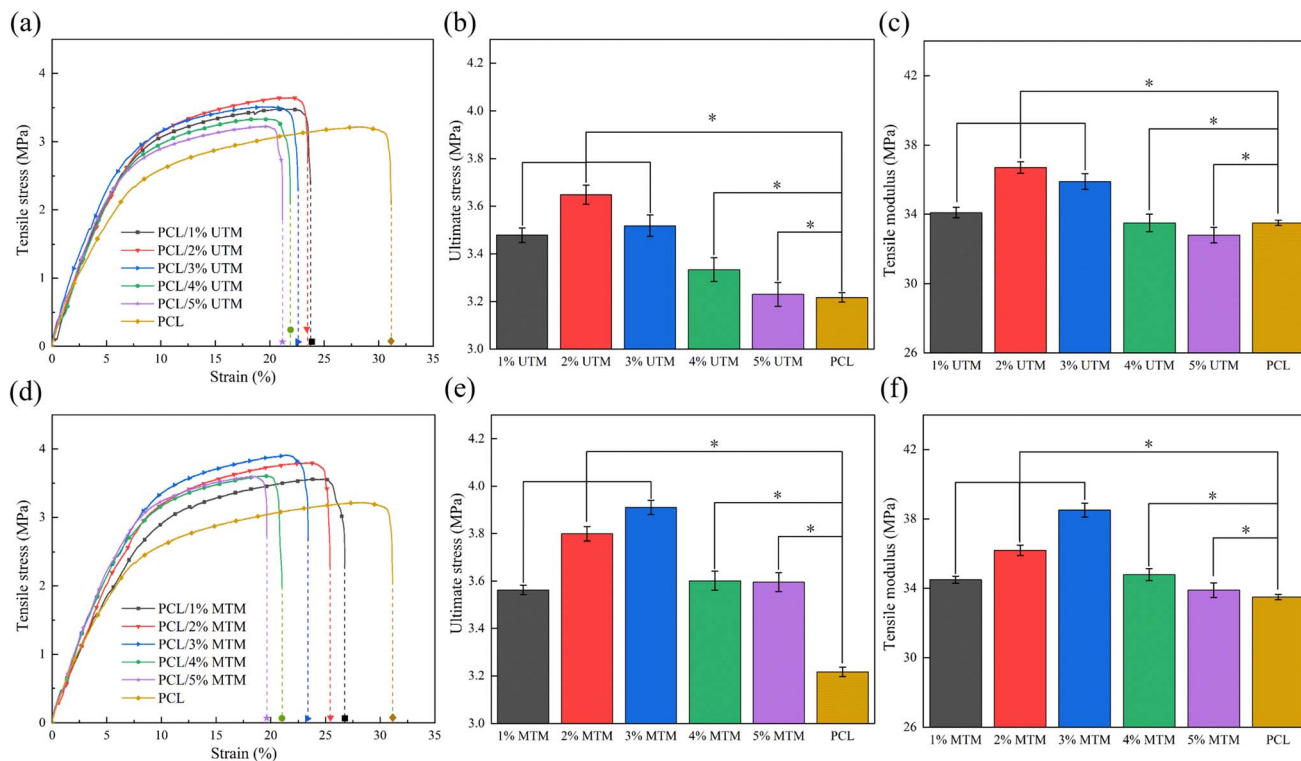 (a)
Tensile stress (MPa)
4
3
2
1
0
PCL/1% UTM
PCL/2% UTM
PCL/3% UTM
PCL/4% UTM
PCL/5% UTM
PCL
0 5 10 15 20 25 30 35
Strain (%)
(b)
Ultimate stress (MPa)
4.2
4.0
3.8
3.6
3.4
3.2
3.0
*
*
*
1% UTM 2% UTM 3% UTM 4% UTM 5% UTM PCL
(c)
Tensile modulus (MPa)
42
38
34
30
26
*
*
*
1% UTM 2% UTM 3% UTM 4% UTM 5% UTM PCL
(d)
Tensile stress (MPa)
4
3
2
1
0
PCL/1% MTM
PCL/2% MTM
PCL/3% MTM
PCL/4% MTM
PCL/5% MTM
PCL
0 5 10 15 20 25 30 35
Strain (%)
(e)
Ultimate stress (MPa)
4.2
4.0
3.8
3.6
3.4
3.2
3.0
*
*
*
1% MTM 2% MTM 3% MTM 4% MTM 5% MTM PCL
(f)
Tensile modulus (MPa)
42
38
34
30
26
*
*
*
1% MTM 2% MTM 3% MTM 4% MTM 5% MTM PCL